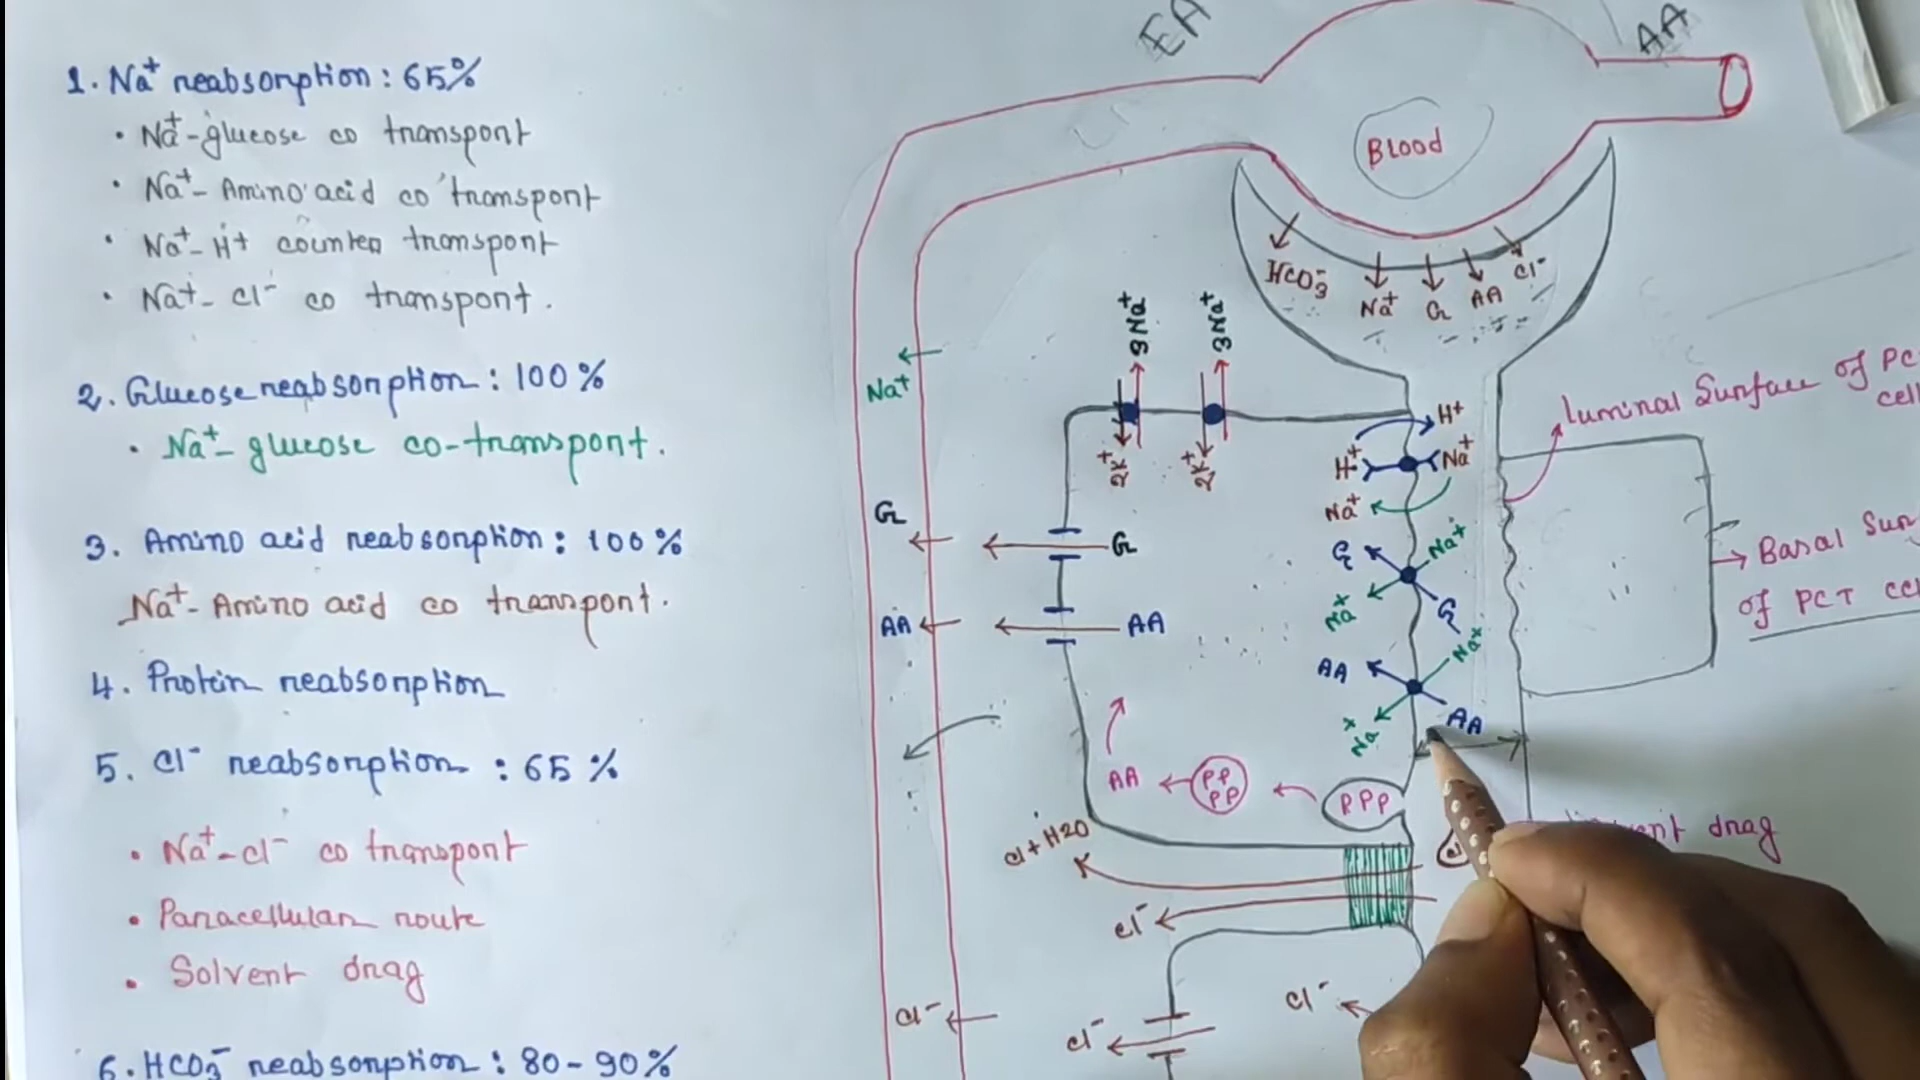 1. Na+ reabsorption : 65%
• Na+-glucose co transport
• Na+- Amino acid co transport
• Na+- H+ counter transport
• Na+- Cl- co transport.
2. Glucose reabsorption : 100%
• Na+- glucose co-transport.
3. Amino acid reabsorption : 100%
Na+- Amino acid co transport.
4. Protein reabsorption
5. Cl- reabsorption : 65 %
• Na+-Cl- co transport
• Paracellular route
• Solvent drag
6. HCO3- reabsorption : 80-90%
EA
AA
Blood
HCO3-
Na+
G
AA
Cl-
3Na+
3Na+
2K+
2K+
Na+
G
AA
Cl-
G
AA
H+
H+
Na+
Na+
G
Na+
Na+
G
AA
Na+
Na+
AA
AA
PP
PP
PPP
Cl+H2O
Cl-
Cl-
Cl-
Luminal Surface of PC
cell
Basal Sur
of PCT cel
drag